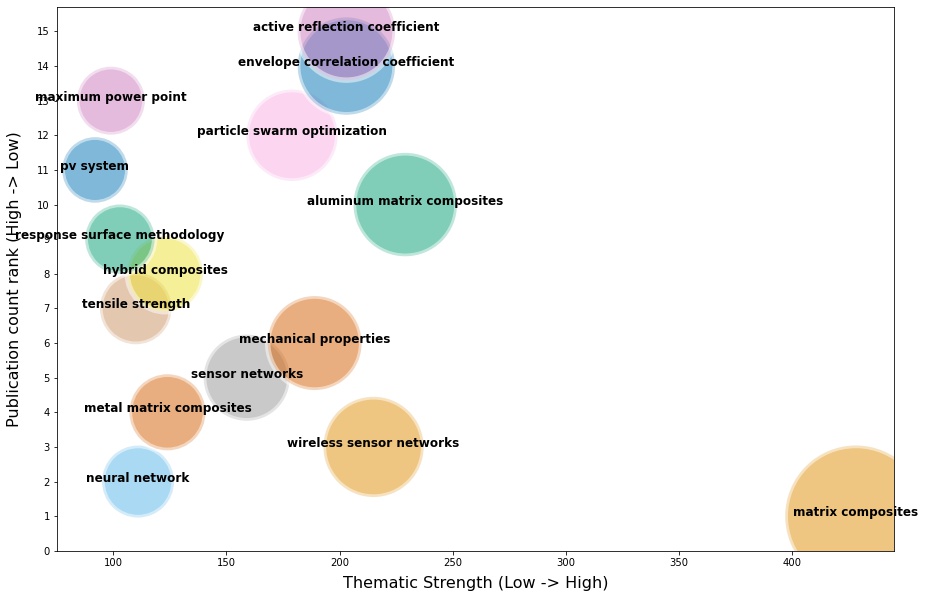 15
active reflection coefficient
14
envelope correlation coefficient
13
maximum power point
12
particle swarm optimization
11
pv system
10
aluminum matrix composites
9
response surface methodology
8
hybrid composites
7
tensile strength
6
mechanical properties
5
sensor networks
4
metal matrix composites
3
wireless sensor networks
2
neural network
1
matrix composites
0
100 150 200 250 300 350 400
Thematic Strength (Low -> High)
Publication count rank (High -> Low)